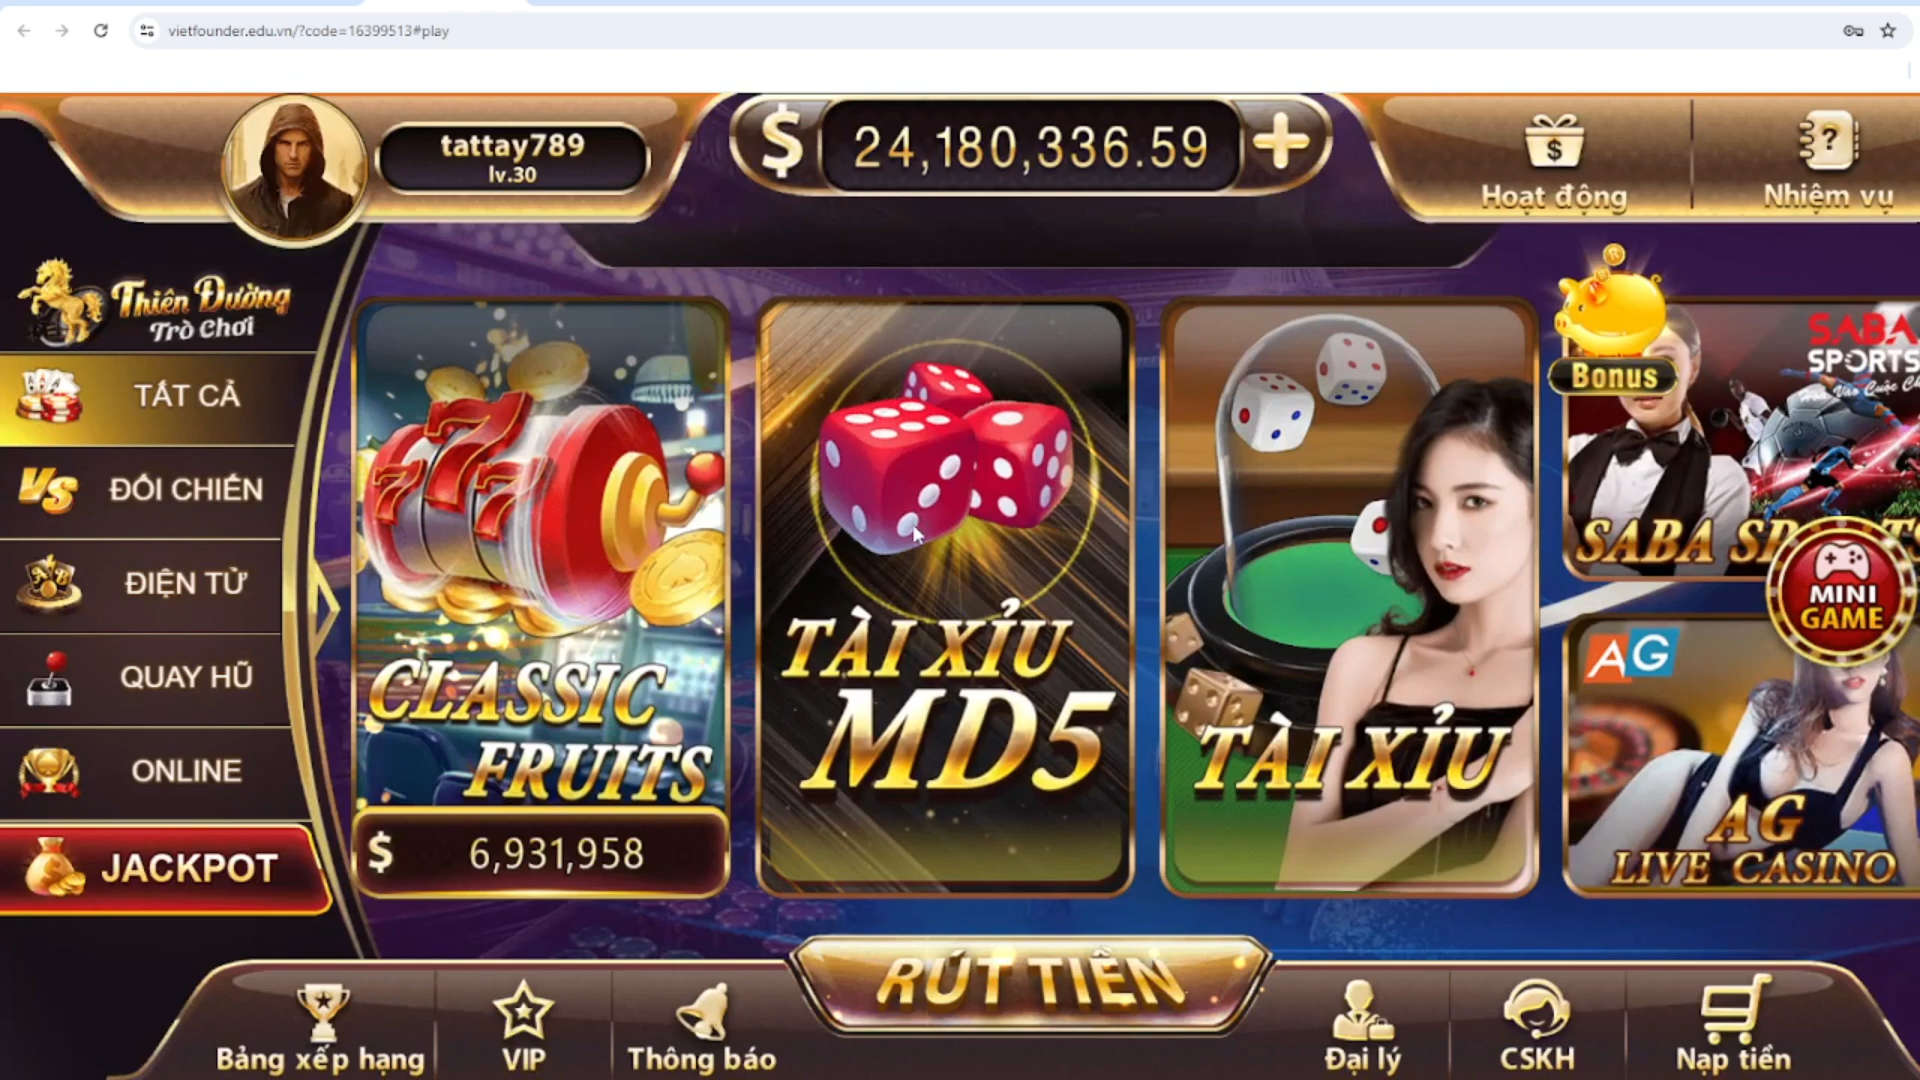 vietfounder.edu.vn/?code=16399513#play
tattay789
lv.30
$ 24,180,336.59 +
Hoạt động
Nhiệm vụ
Thiên Đường
Trò Chơi
TẤT CẢ
VS ĐỐI CHIẾN
ĐIỆN TỬ
QUAY HŨ
ONLINE
JACKPOT
777
CLASSIC
FRUITS
$ 6,931,958
TÀI XỈU
MD5
TÀI XỈU
Bonus
SABA
SPORTS
SABA
MINI
GAME
AG
AG
LIVE CASINO
RÚT TIỀN
Bảng xếp hạng
VIP
Thông báo
Đại lý
CSKH
Nạp tiền